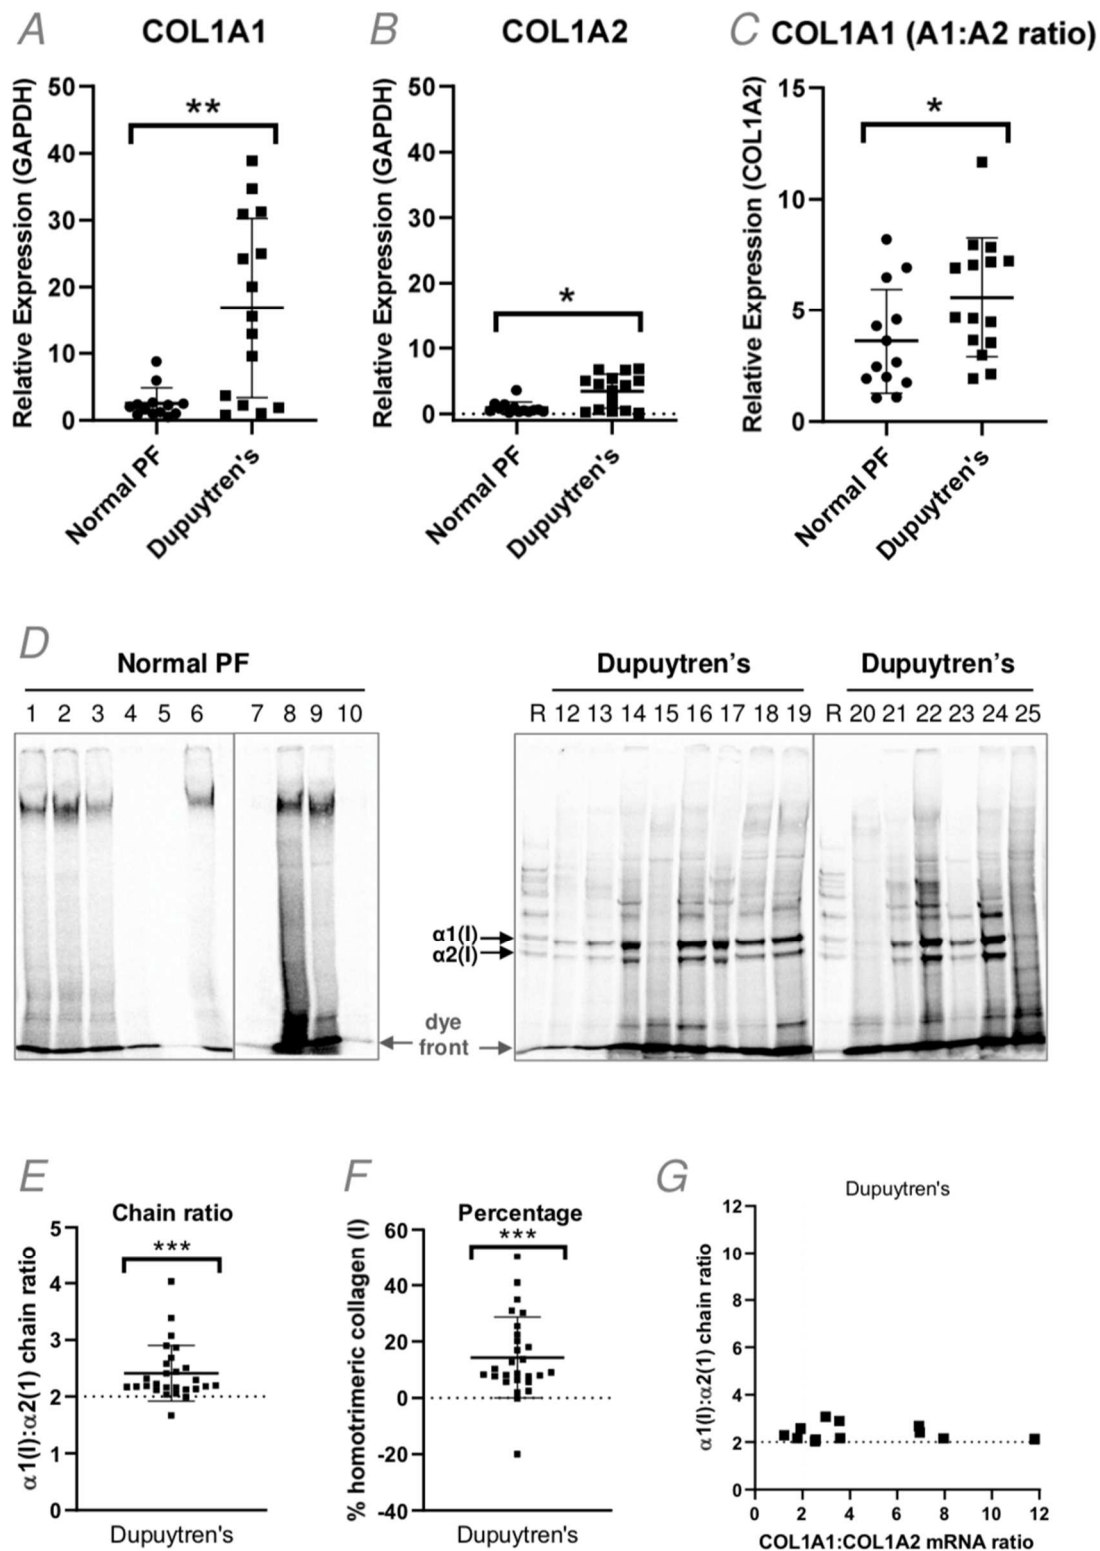 A COL1A1
Relative Expression (GAPDH)
**
50
40
30
20
10
0
Normal PF
Dupuytren's
B COL1A2
Relative Expression (GAPDH)
*
50
40
30
20
10
0
Normal PF
Dupuytren's
C COL1A1 (A1:A2 ratio)
Relative Expression (COL1A2)
*
15
10
5
0
Normal PF
Dupuytren's
D
Normal PF
1 2 3 4 5 6 7 8 9 10
Dupuytren’s
R 12 13 14 15 16 17 18 19
Dupuytren’s
R 20 21 22 23 24 25
α1(I)
α2(I)
dye
front
E
Chain ratio
***
α1(I):α2(1) chain ratio
5
4
3
2
1
0
Dupuytren's
F
Percentage
***
% homotrimeric collagen (I)
60
40
20
0
-20
-40
Dupuytren's
G
Dupuytren's
α1(I):α2(1) chain ratio
12
10
8
6
4
2
0
0 2 4 6 8 10 12
COL1A1:COL1A2 mRNA ratio